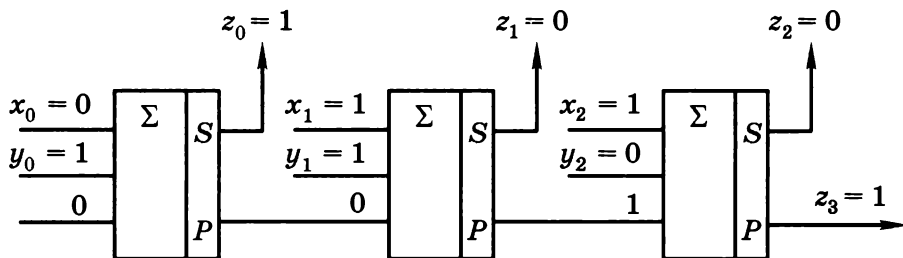 z₀ = 1 z₁ = 0 z₂ = 0
x₀ = 0 Σ S x₁ = 1 Σ S x₂ = 1 Σ S
y₀ = 1 y₁ = 1 y₂ = 0
0 P 0 P 1 P z₃ = 1